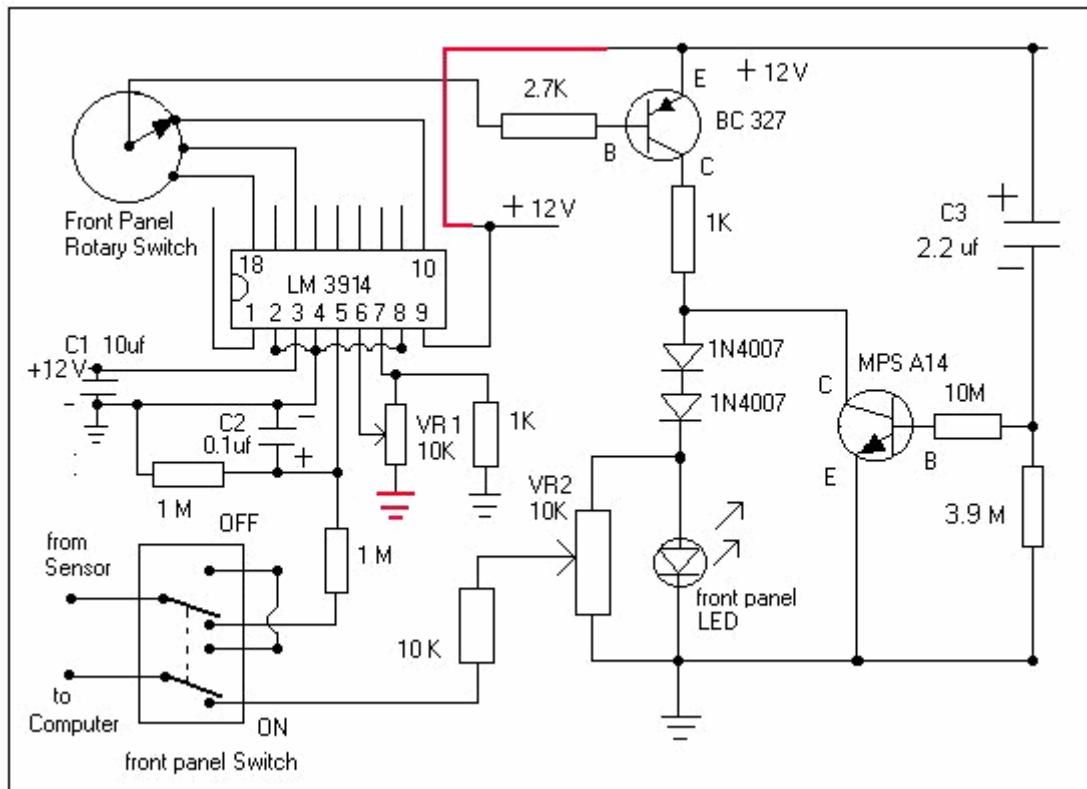 + 12 V
E
2.7K
BC 327
B
C
Front Panel
Rotary Switch
+ 12 V
1K
C3
+
2.2 uf
−
18
10
LM 3914
1 2 3 4 5 6 7 8 9
C1 10uf
+12 V
-
1N4007
MPS A14
C
1N4007
10M
C2
−
0.1uf
+
VR 1
10K
1K
E
B
VR2
10K
3.9 M
1 M
OFF
from
Sensor
1 M
front panel
LED
10 K
to
Computer
ON
front panel Switch